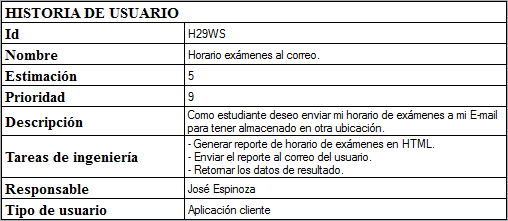 HISTORIA DE USUARIO
Id H29WS
Nombre Horario exámenes al correo.
Estimación 5
Prioridad 9
Descripción Como estudiante deseo enviar mi horario de exámenes a mi E-mail
para tener almacenado en otra ubicación.
Tareas de ingeniería - Generar reporte de horario de exámenes en HTML.
- Enviar el reporte al correo del usuario.
- Retornar los datos de resultado.
Responsable José Espinoza
Tipo de usuario Aplicación cliente